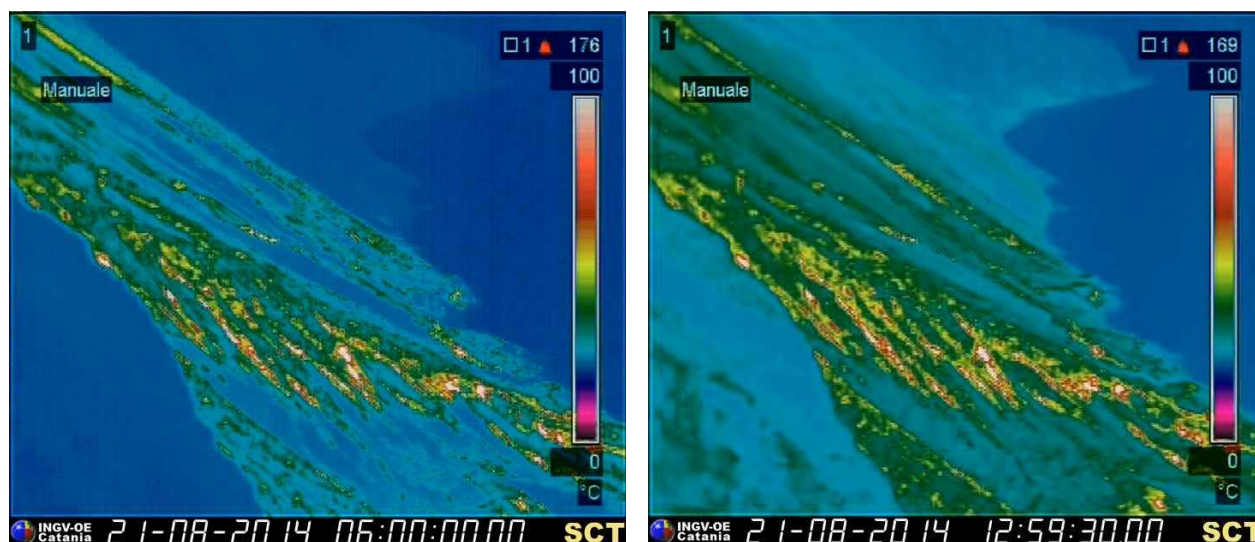 1
□ 1 176
100
Manuale
0
°C
INGV-OE
Catania
21-08-2014 06:00:00.00
SCT
1
□ 1 169
100
Manuale
0
°C
INGV-OE
Catania
21-08-2014 12:59:30.00
SCT